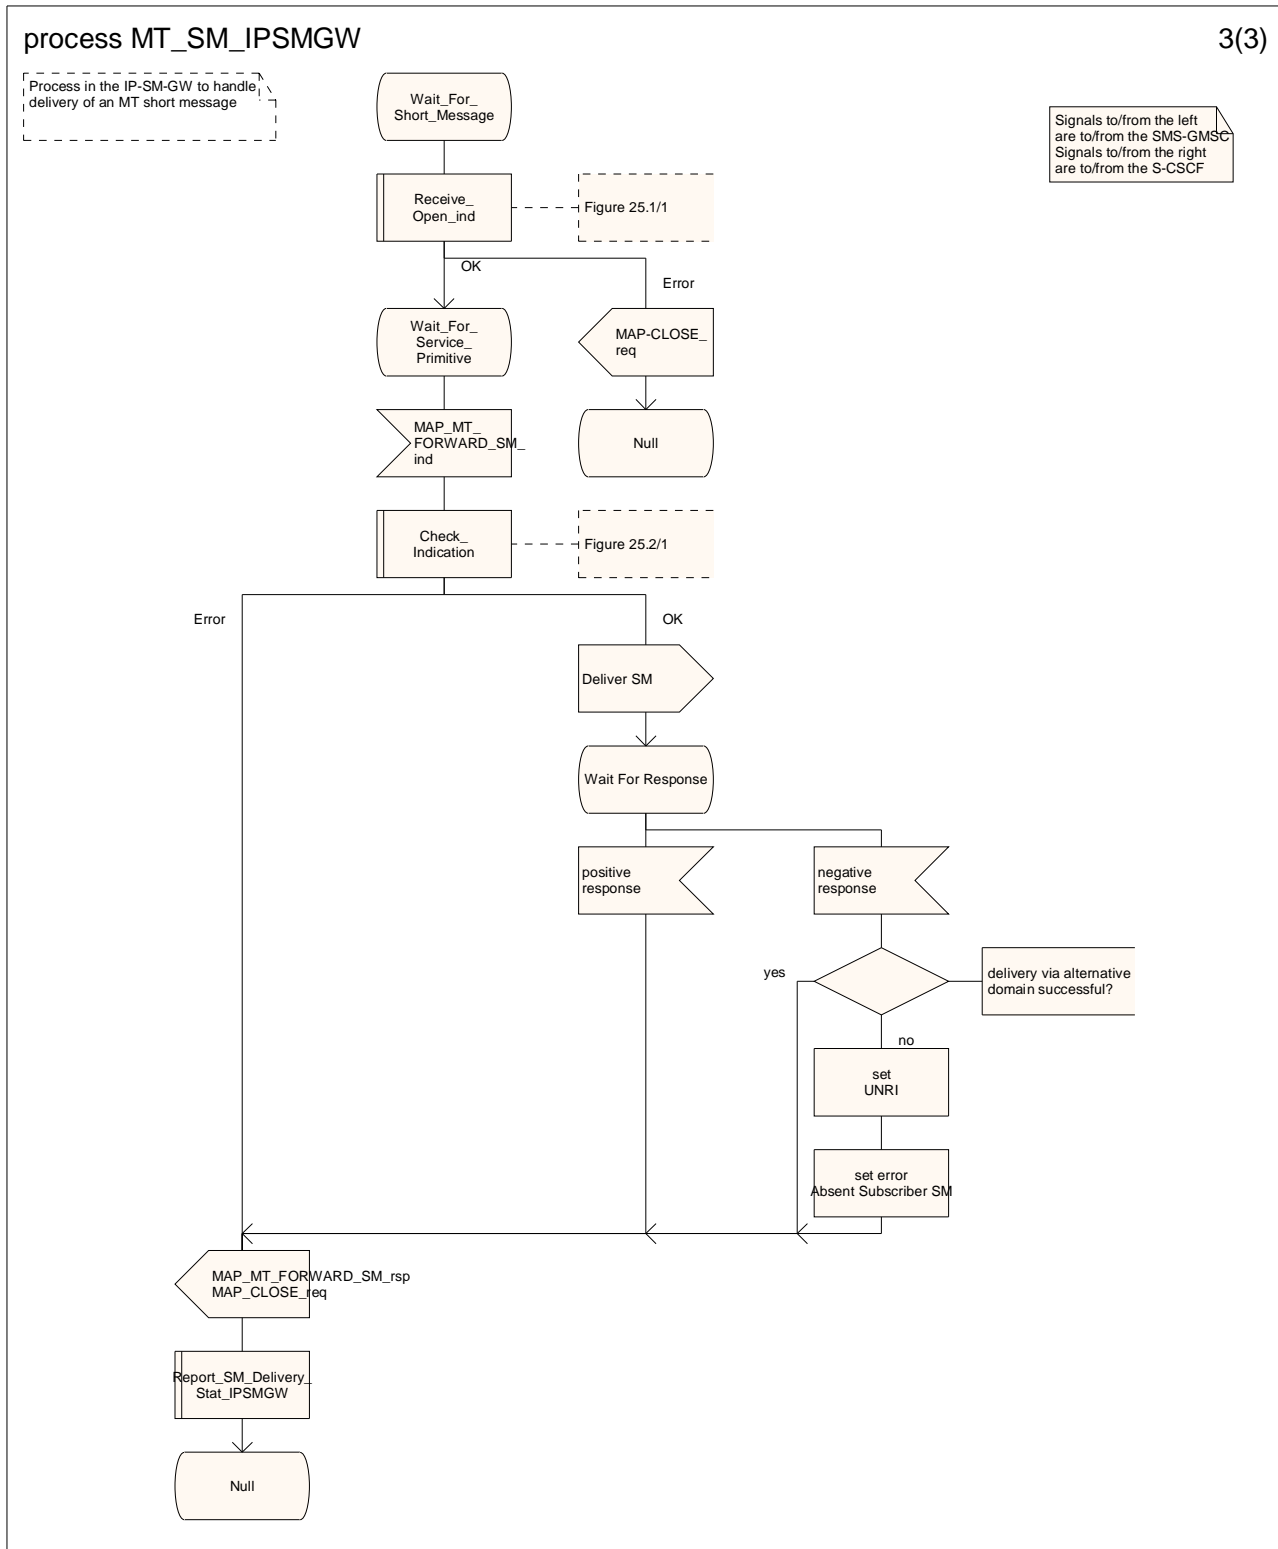 process MT_SM_IPSMGW
3(3)
Process in the IP-SM-GW to handle
delivery of an MT short message
Wait_For_
Short_Message
Signals to/from the left
are to/from the SMS-GMSC
Signals to/from the right
are to/from the S-CSCF
Receive_
Open_ind
Figure 25.1/1
OK
Error
Wait_For_
Service_
Primitive
MAP-CLOSE_
req
MAP_MT_
FORWARD_SM_
ind
Null
Check_
Indication
Figure 25.2/1
Error
OK
Deliver SM
Wait For Response
positive
response
negative
response
yes
delivery via alternative
domain successful?
no
set
UNRI
set error
Absent Subscriber SM
MAP_MT_FORWARD_SM_rsp
MAP_CLOSE_req
Report_SM_Delivery_
Stat_IPSMGW
Null